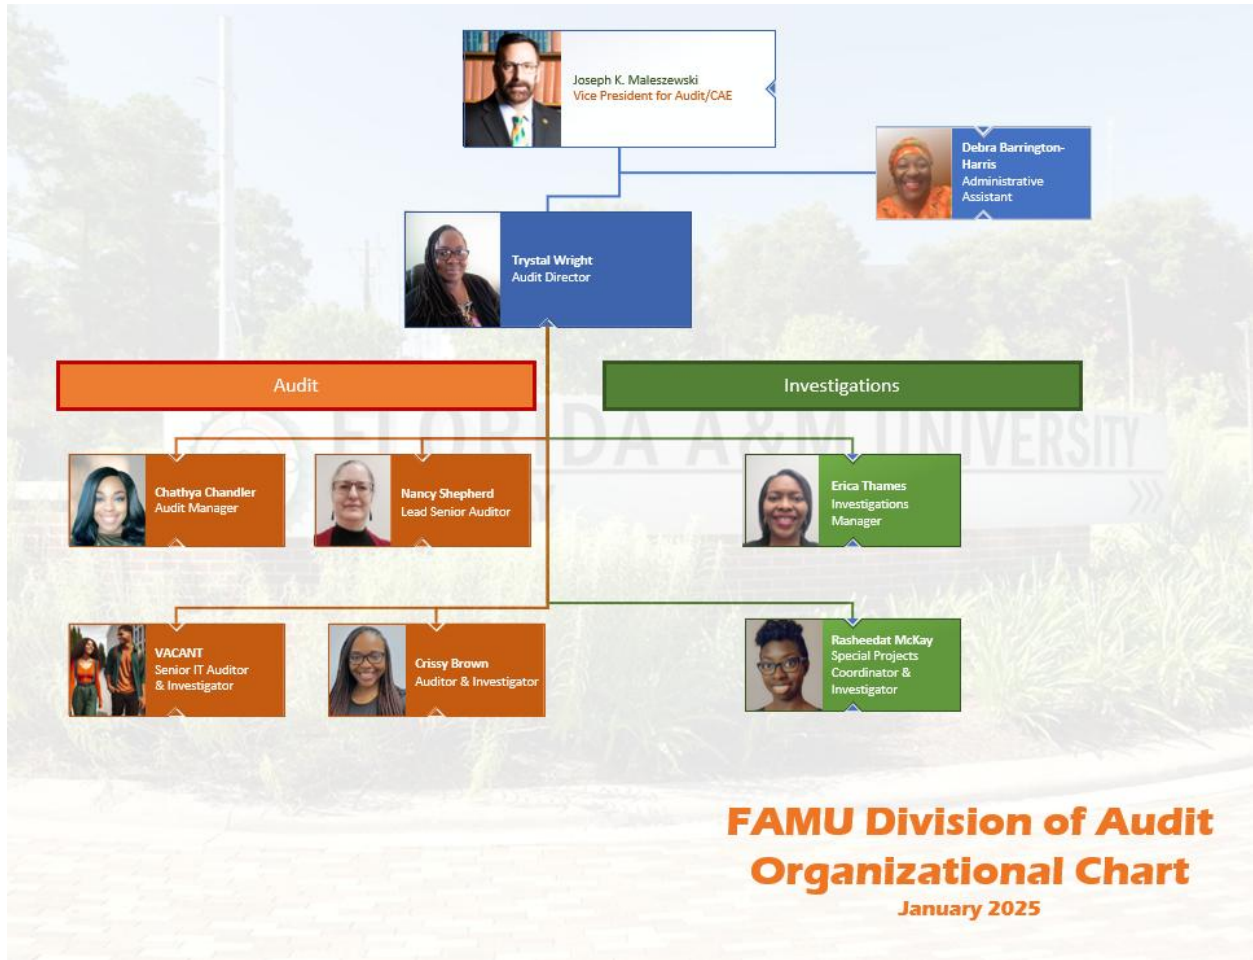 Joseph K. Maleszewski
Vice President for Audit/CAE
Debra Barrington-
Harris
Administrative
Assistant
Trystal Wright
Audit Director
Audit
Investigations
FLORIDA A&M UNIVERSITY
Chathya Chandler
Audit Manager
Nancy Shepherd
Lead Senior Auditor
Erica Thames
Investigations
Manager
VACANT
Senior IT Auditor
& Investigator
Crissy Brown
Auditor & Investigator
Rasheedat McKay
Special Projects
Coordinator &
Investigator
FAMU Division of Audit
Organizational Chart
January 2025